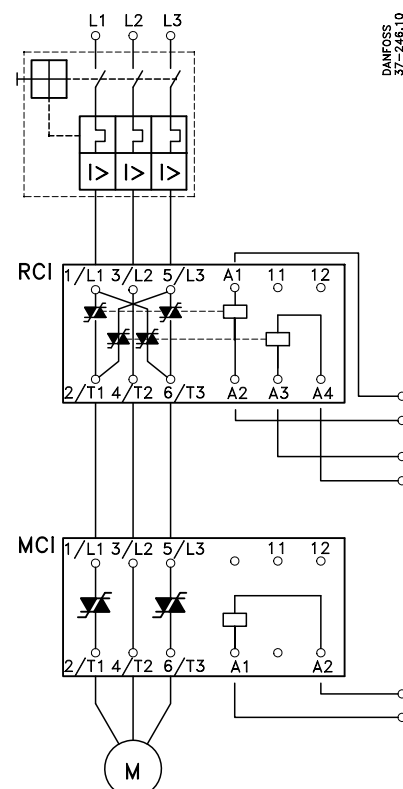 L1 L2 L3
DANFOSS
37-246.10
I> I> I>
RCI
1/L1 3/L2 5/L3 A1 11 12
2/T1 4/T2 6/T3 A2 A3 A4
MCI
1/L1 3/L2 5/L3 11 12
2/T1 4/T2 6/T3 A1 A2
M